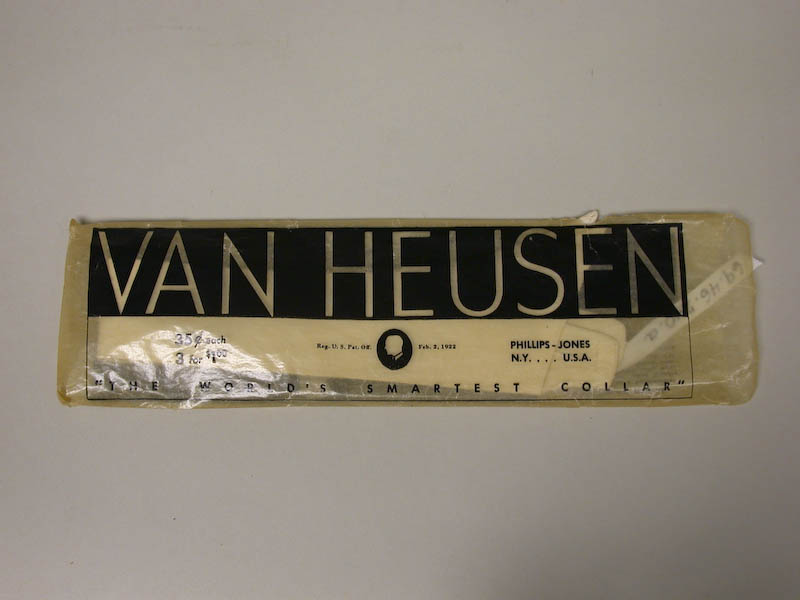 VAN HEUSEN
35¢ each
3 for $1.00
Reg. U. S. Pat. Off. Feb. 3, 1922
PHILLIPS-JONES
N.Y. . . . . U.S.A.
"THE WORLD'S SMARTEST COLLAR"